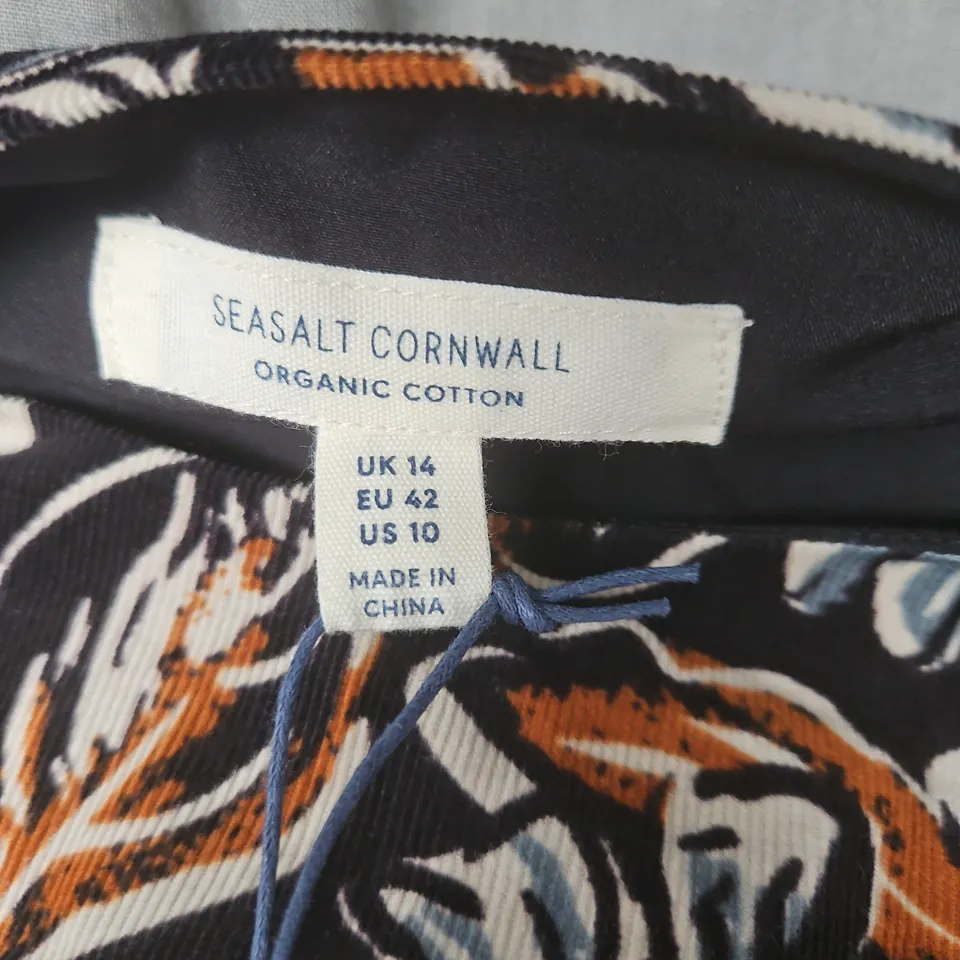 SEASALT CORNWALL
ORGANIC COTTON
UK 14
EU 42
US 10
MADE IN
CHINA